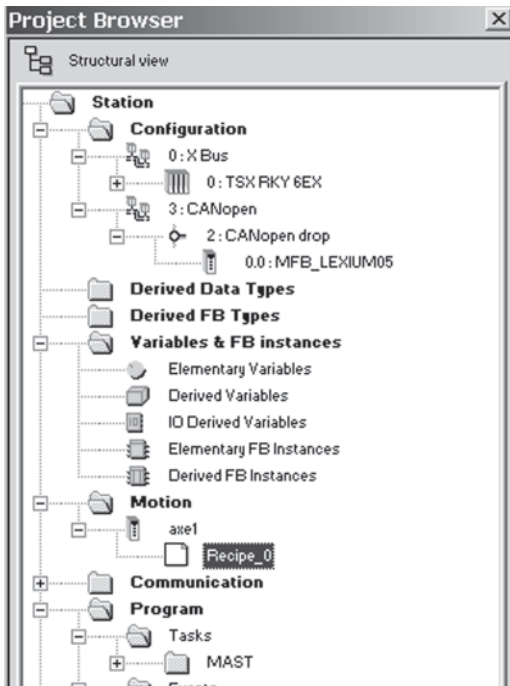 Project Browser
Structural view
Station
Configuration
0 : X Bus
0 : TSX RKY 6EX
3 : CANopen
2 : CANopen drop
0.0 : MFB_LEXIUM05
Derived Data Types
Derived FB Types
Variables & FB instances
Elementary Variables
Derived Variables
IO Derived Variables
Elementary FB Instances
Derived FB Instances
Motion
axe1
Recipe_0
Communication
Program
Tasks
MAST